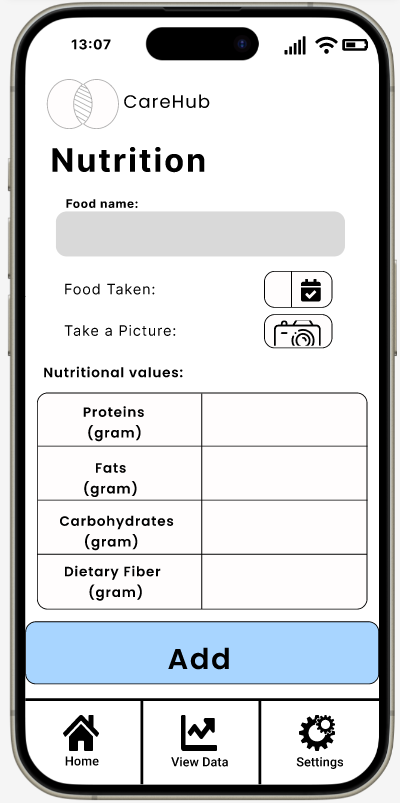 13:07
CareHub
Nutrition
Food name:
Food Taken:
Take a Picture:
Nutritional values:
Proteins
(gram)
Fats
(gram)
Carbohydrates
(gram)
Dietary Fiber
(gram)
Add
Home
View Data
Settings